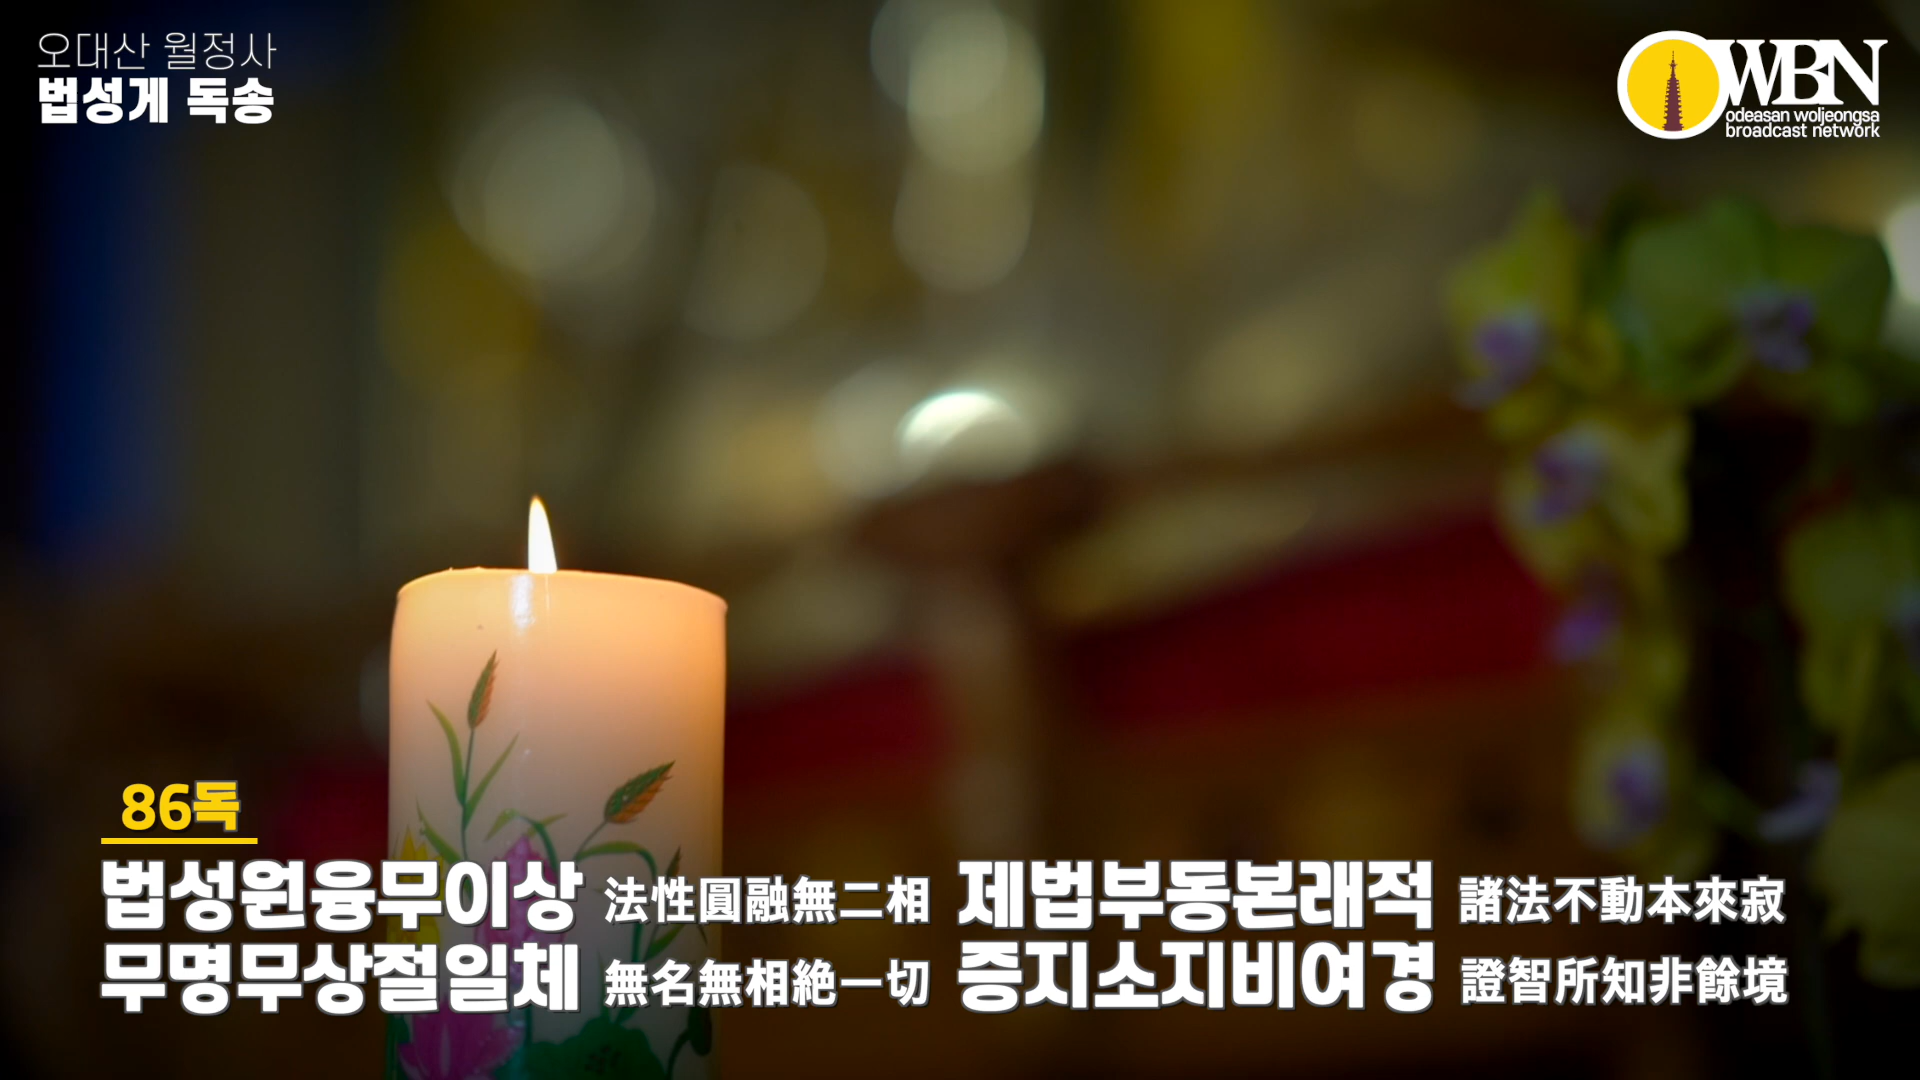 오대산 월정사
법성게 독송
WBN
odeasan woljeongsa
broadcast network
86독
법성원융무이상 法性圓融無二相 제법부동본래적 諸法不動本來寂
무명무상절일체 無名無相絶一切 증지소지비여경 證智所知非餘境